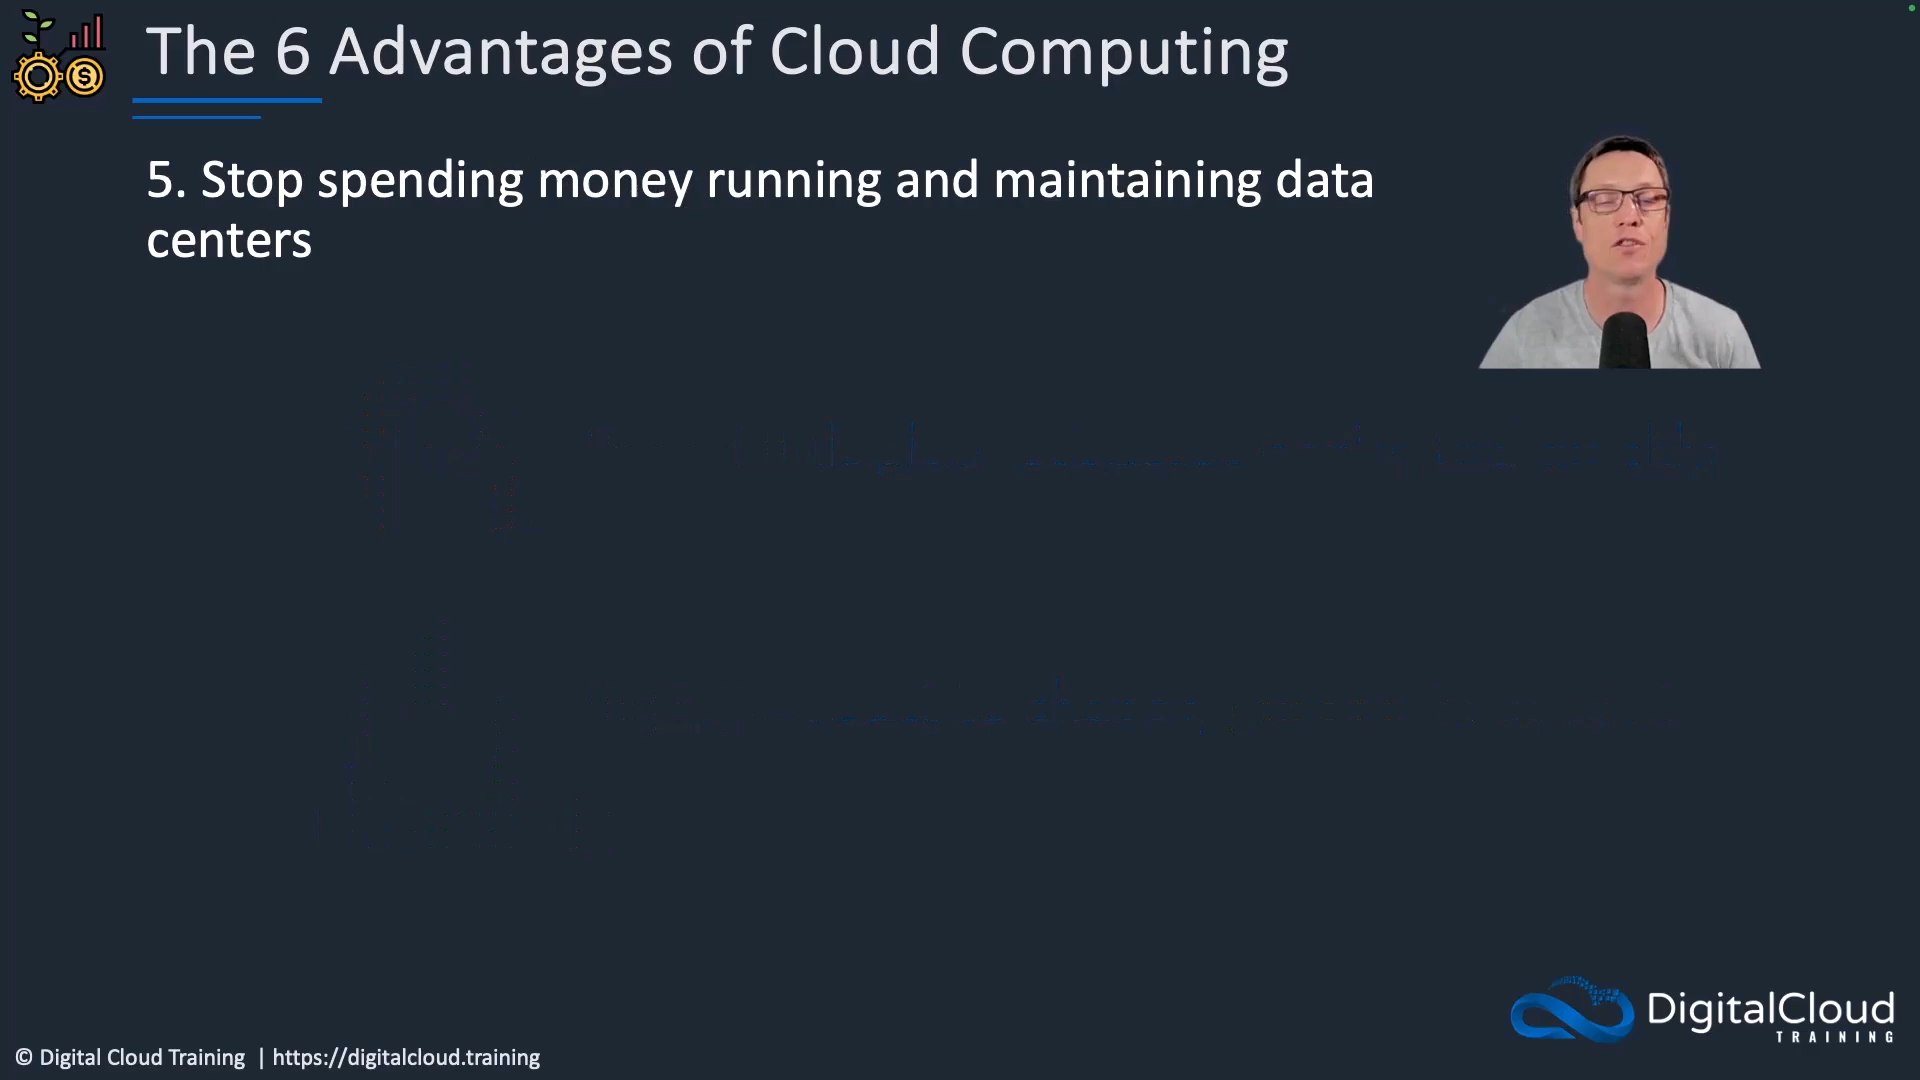 The 6 Advantages of Cloud Computing
5. Stop spending money running and maintaining data
centers
DigitalCloud
TRAINING
© Digital Cloud Training | https://digitalcloud.training